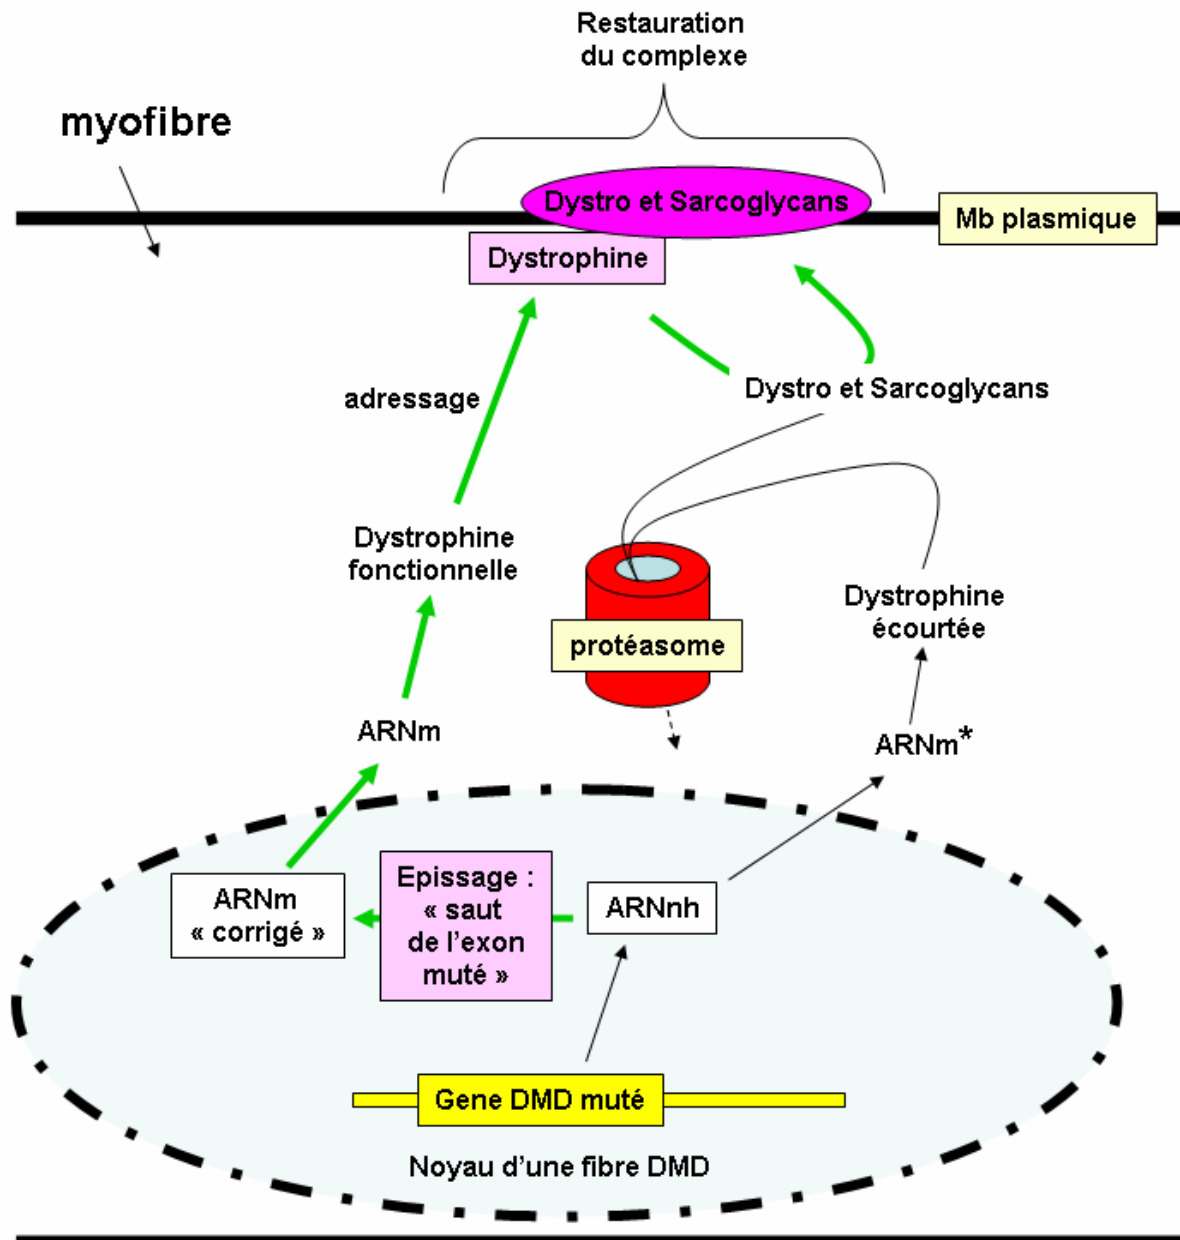 Restauration
du complexe
myofibre
Dystro et Sarcoglycans
Mb plasmique
Dystrophine
Dystro et Sarcoglycans
adressage
Dystrophine
fonctionnelle
Dystrophine
écourtée
protéasome
ARNm
ARNm*
Epissage :
« saut
de l'exon
muté »
ARNm
« corrigé »
ARNnh
Gene DMD muté
Noyau d'une fibre DMD